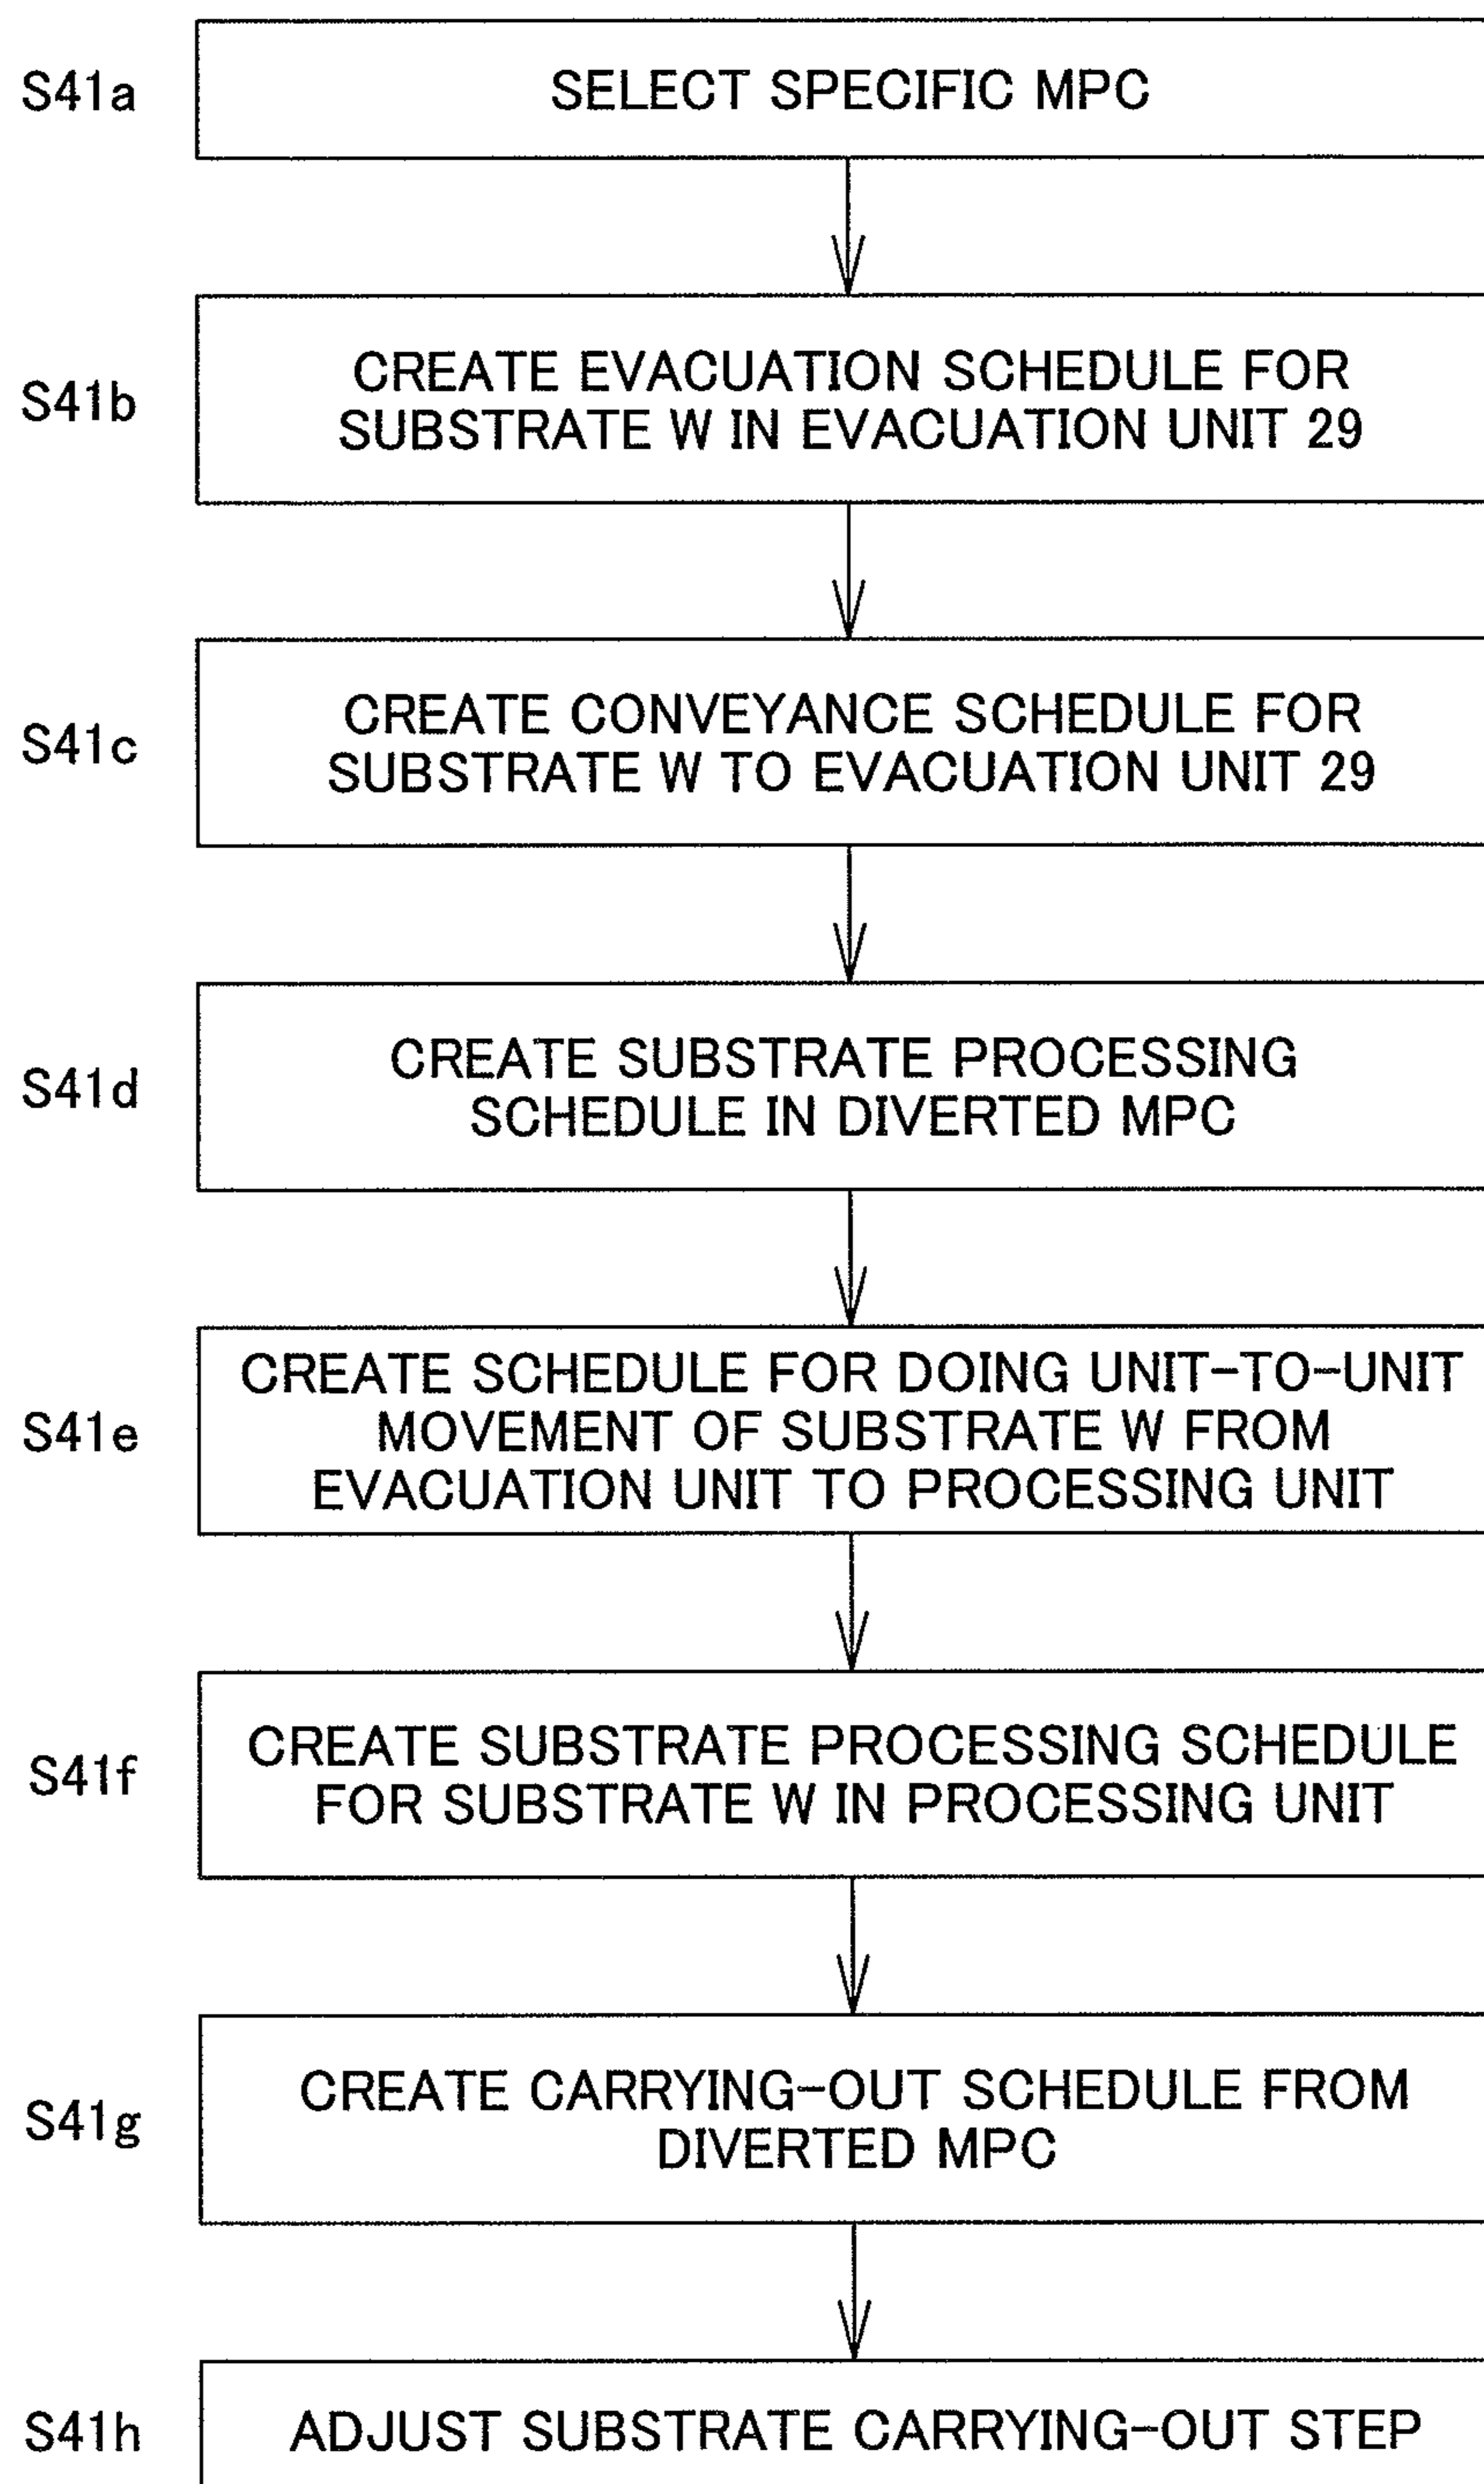 S41a
SELECT SPECIFIC MPC
S41b
CREATE EVACUATION SCHEDULE FOR
SUBSTRATE W IN EVACUATION UNIT 29
S41c
CREATE CONVEYANCE SCHEDULE FOR
SUBSTRATE W TO EVACUATION UNIT 29
S41d
CREATE SUBSTRATE PROCESSING
SCHEDULE IN DIVERTED MPC
S41e
CREATE SCHEDULE FOR DOING UNIT-TO-UNIT
MOVEMENT OF SUBSTRATE W FROM
EVACUATION UNIT TO PROCESSING UNIT
S41f
CREATE SUBSTRATE PROCESSING SCHEDULE
FOR SUBSTRATE W IN PROCESSING UNIT
S41g
CREATE CARRYING-OUT SCHEDULE FROM
DIVERTED MPC
S41h
ADJUST SUBSTRATE CARRYING-OUT STEP